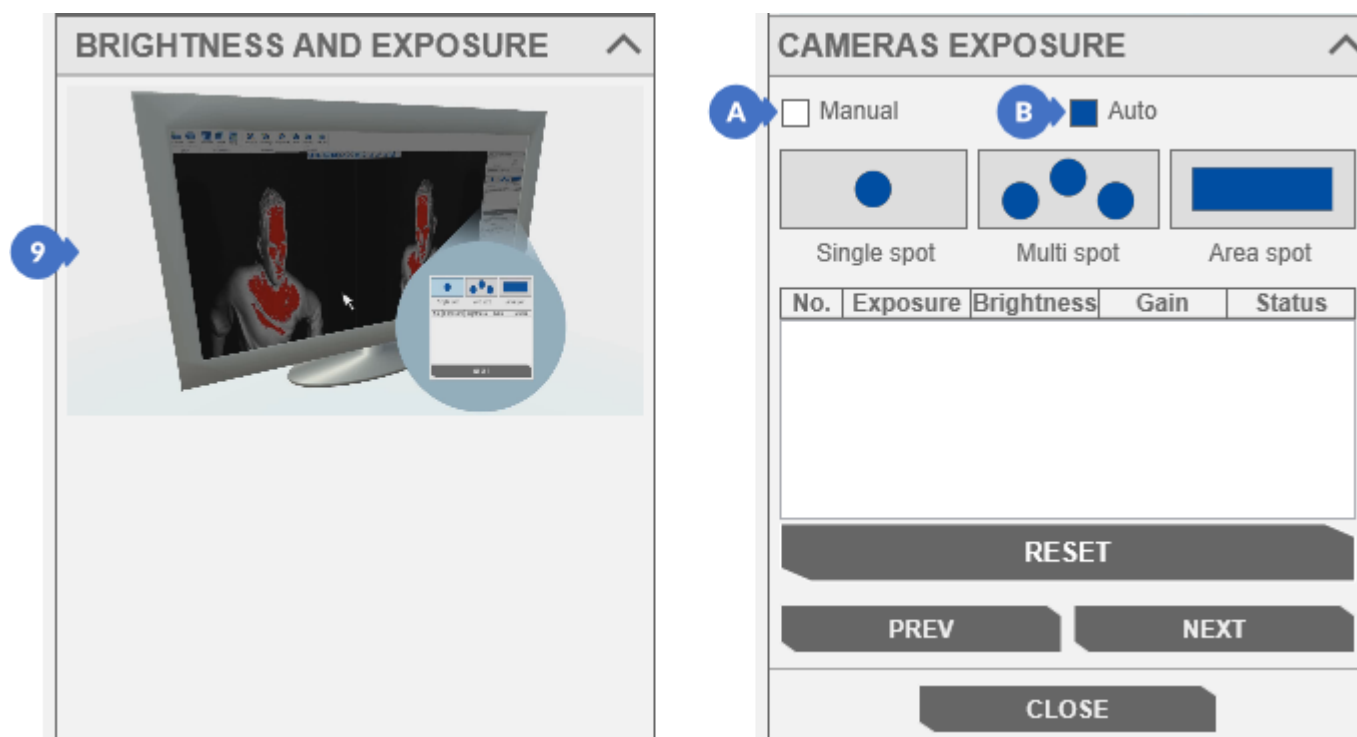 BRIGHTNESS AND EXPOSURE
9
CAMERAS EXPOSURE
A Manual B Auto
Single spot Multi spot Area spot
No. Exposure Brightness Gain Status
RESET
PREV NEXT
CLOSE